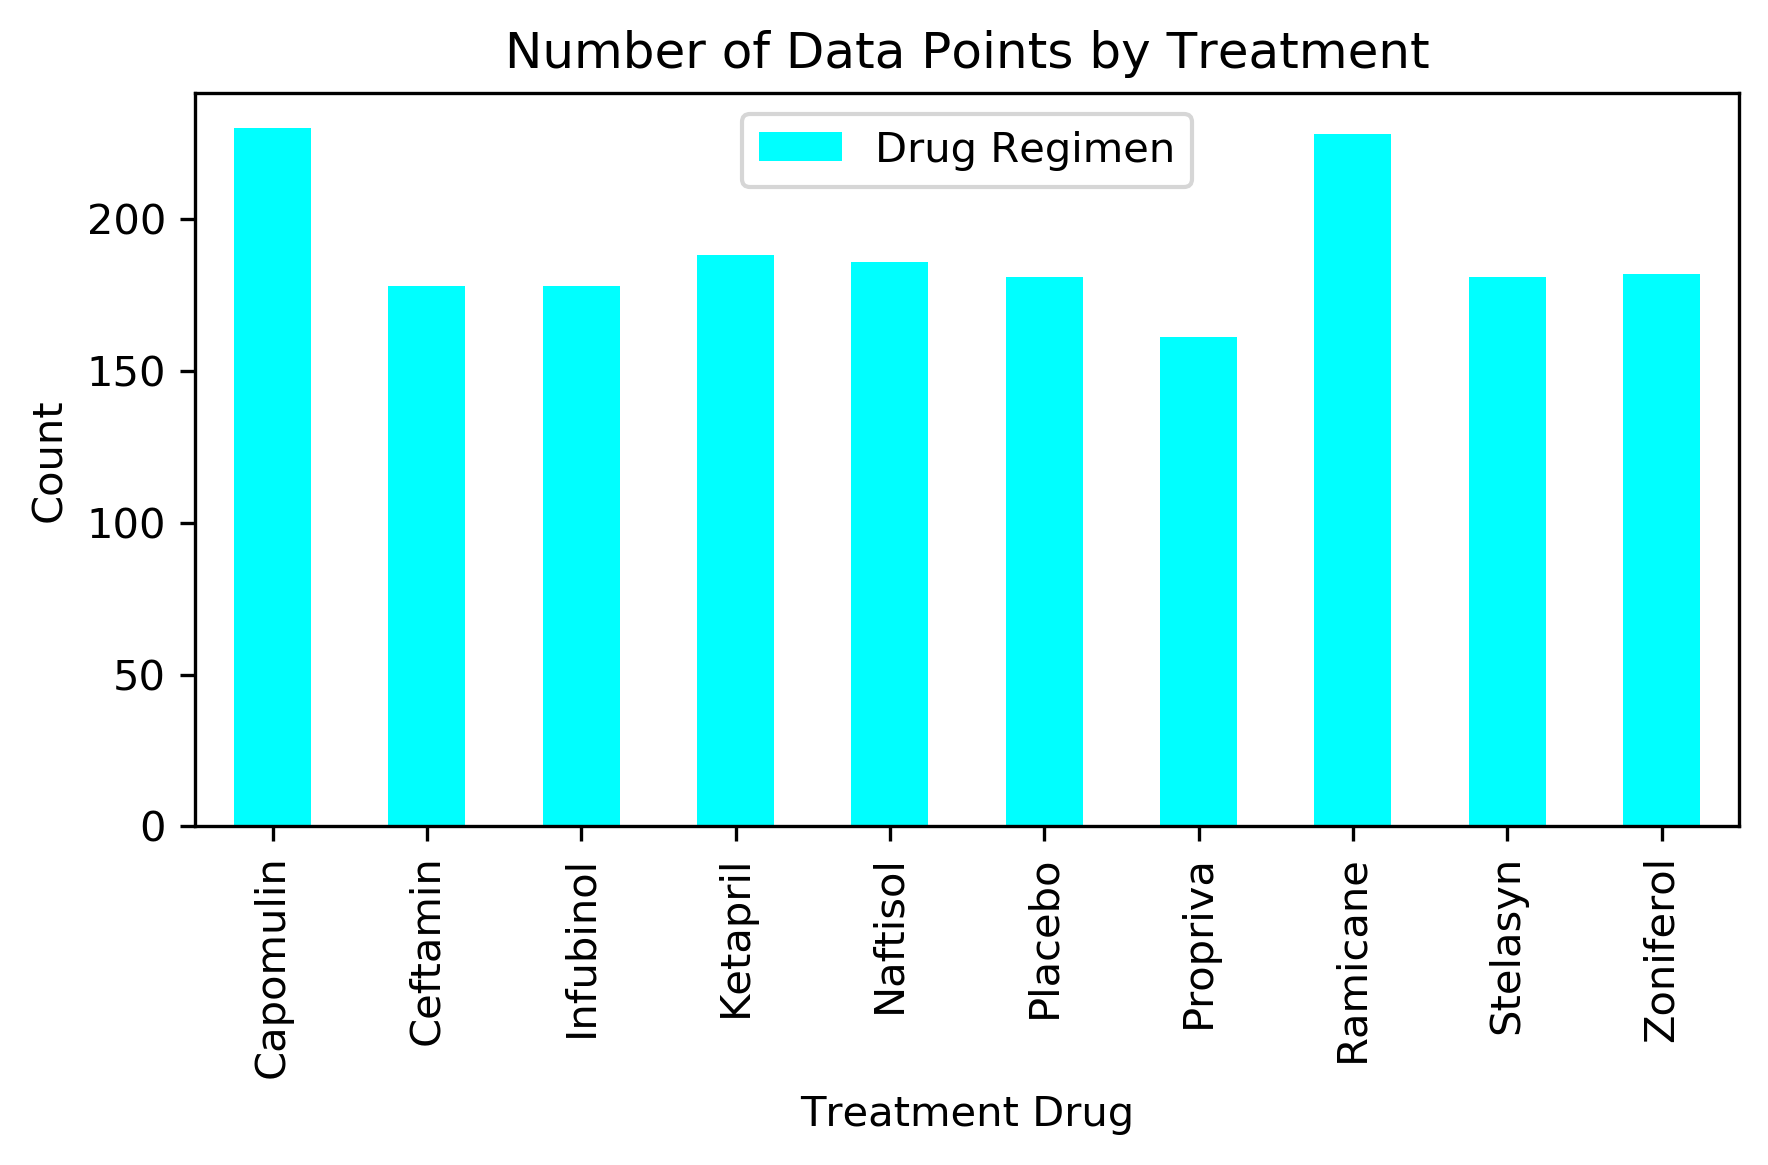 Number of Data Points by Treatment
Drug Regimen
Count
200
150
100
50
0
Capomulin
Ceftamin
Infubinol
Ketapril
Naftisol
Placebo
Propriva
Ramicane
Stelasyn
Zoniferol
Treatment Drug